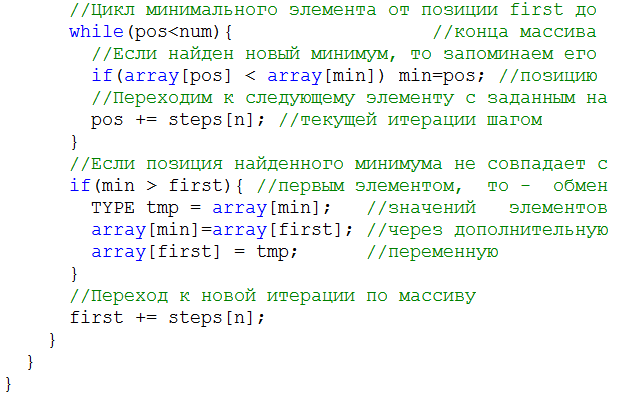 //Цикл минимального элемента от позиции first до
while(pos<num){ //конца массива
//Если найден новый минимум, то запоминаем его
if(array[pos] < array[min]) min=pos; //позицию
//Переходим к следующему элементу с заданным на
pos += steps[n]; //текущей итерации шагом
}
//Если позиция найденного минимума не совпадает с
if(min > first){ //первым элементом, то - обмен
TYPE tmp = array[min]; //значений элементов
array[min]=array[first]; //через дополнительную
array[first] = tmp; //переменную
}
//Переход к новой итерации по массиву
first += steps[n];
}
}
}